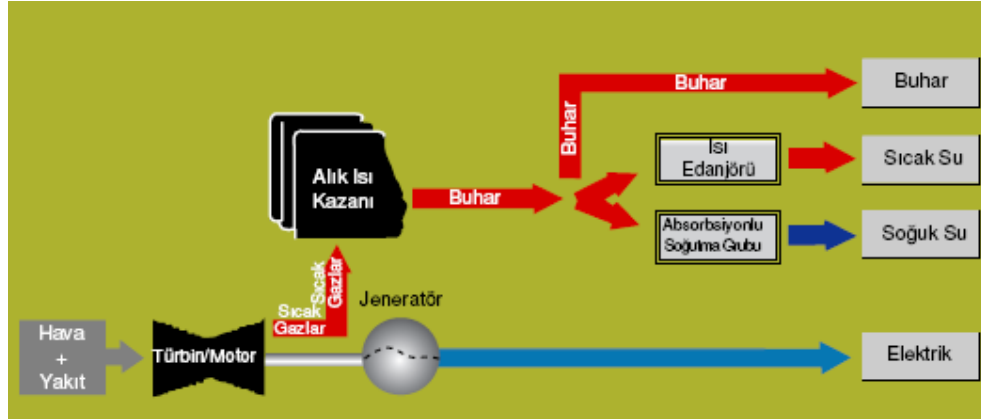 Buhar
Buhar
Buhar
İsı
Edanjörü
Sıcak Su
Alık Isı
Kazanı
Buhar
Absorbsiyonlu
Soğutma Grubu
Soğuk Su
Sıcak
Gazlar
Sıcak
Gazlar
Jeneratör
Hava
+
Yakıt
Türbin/Motor
Elektrik